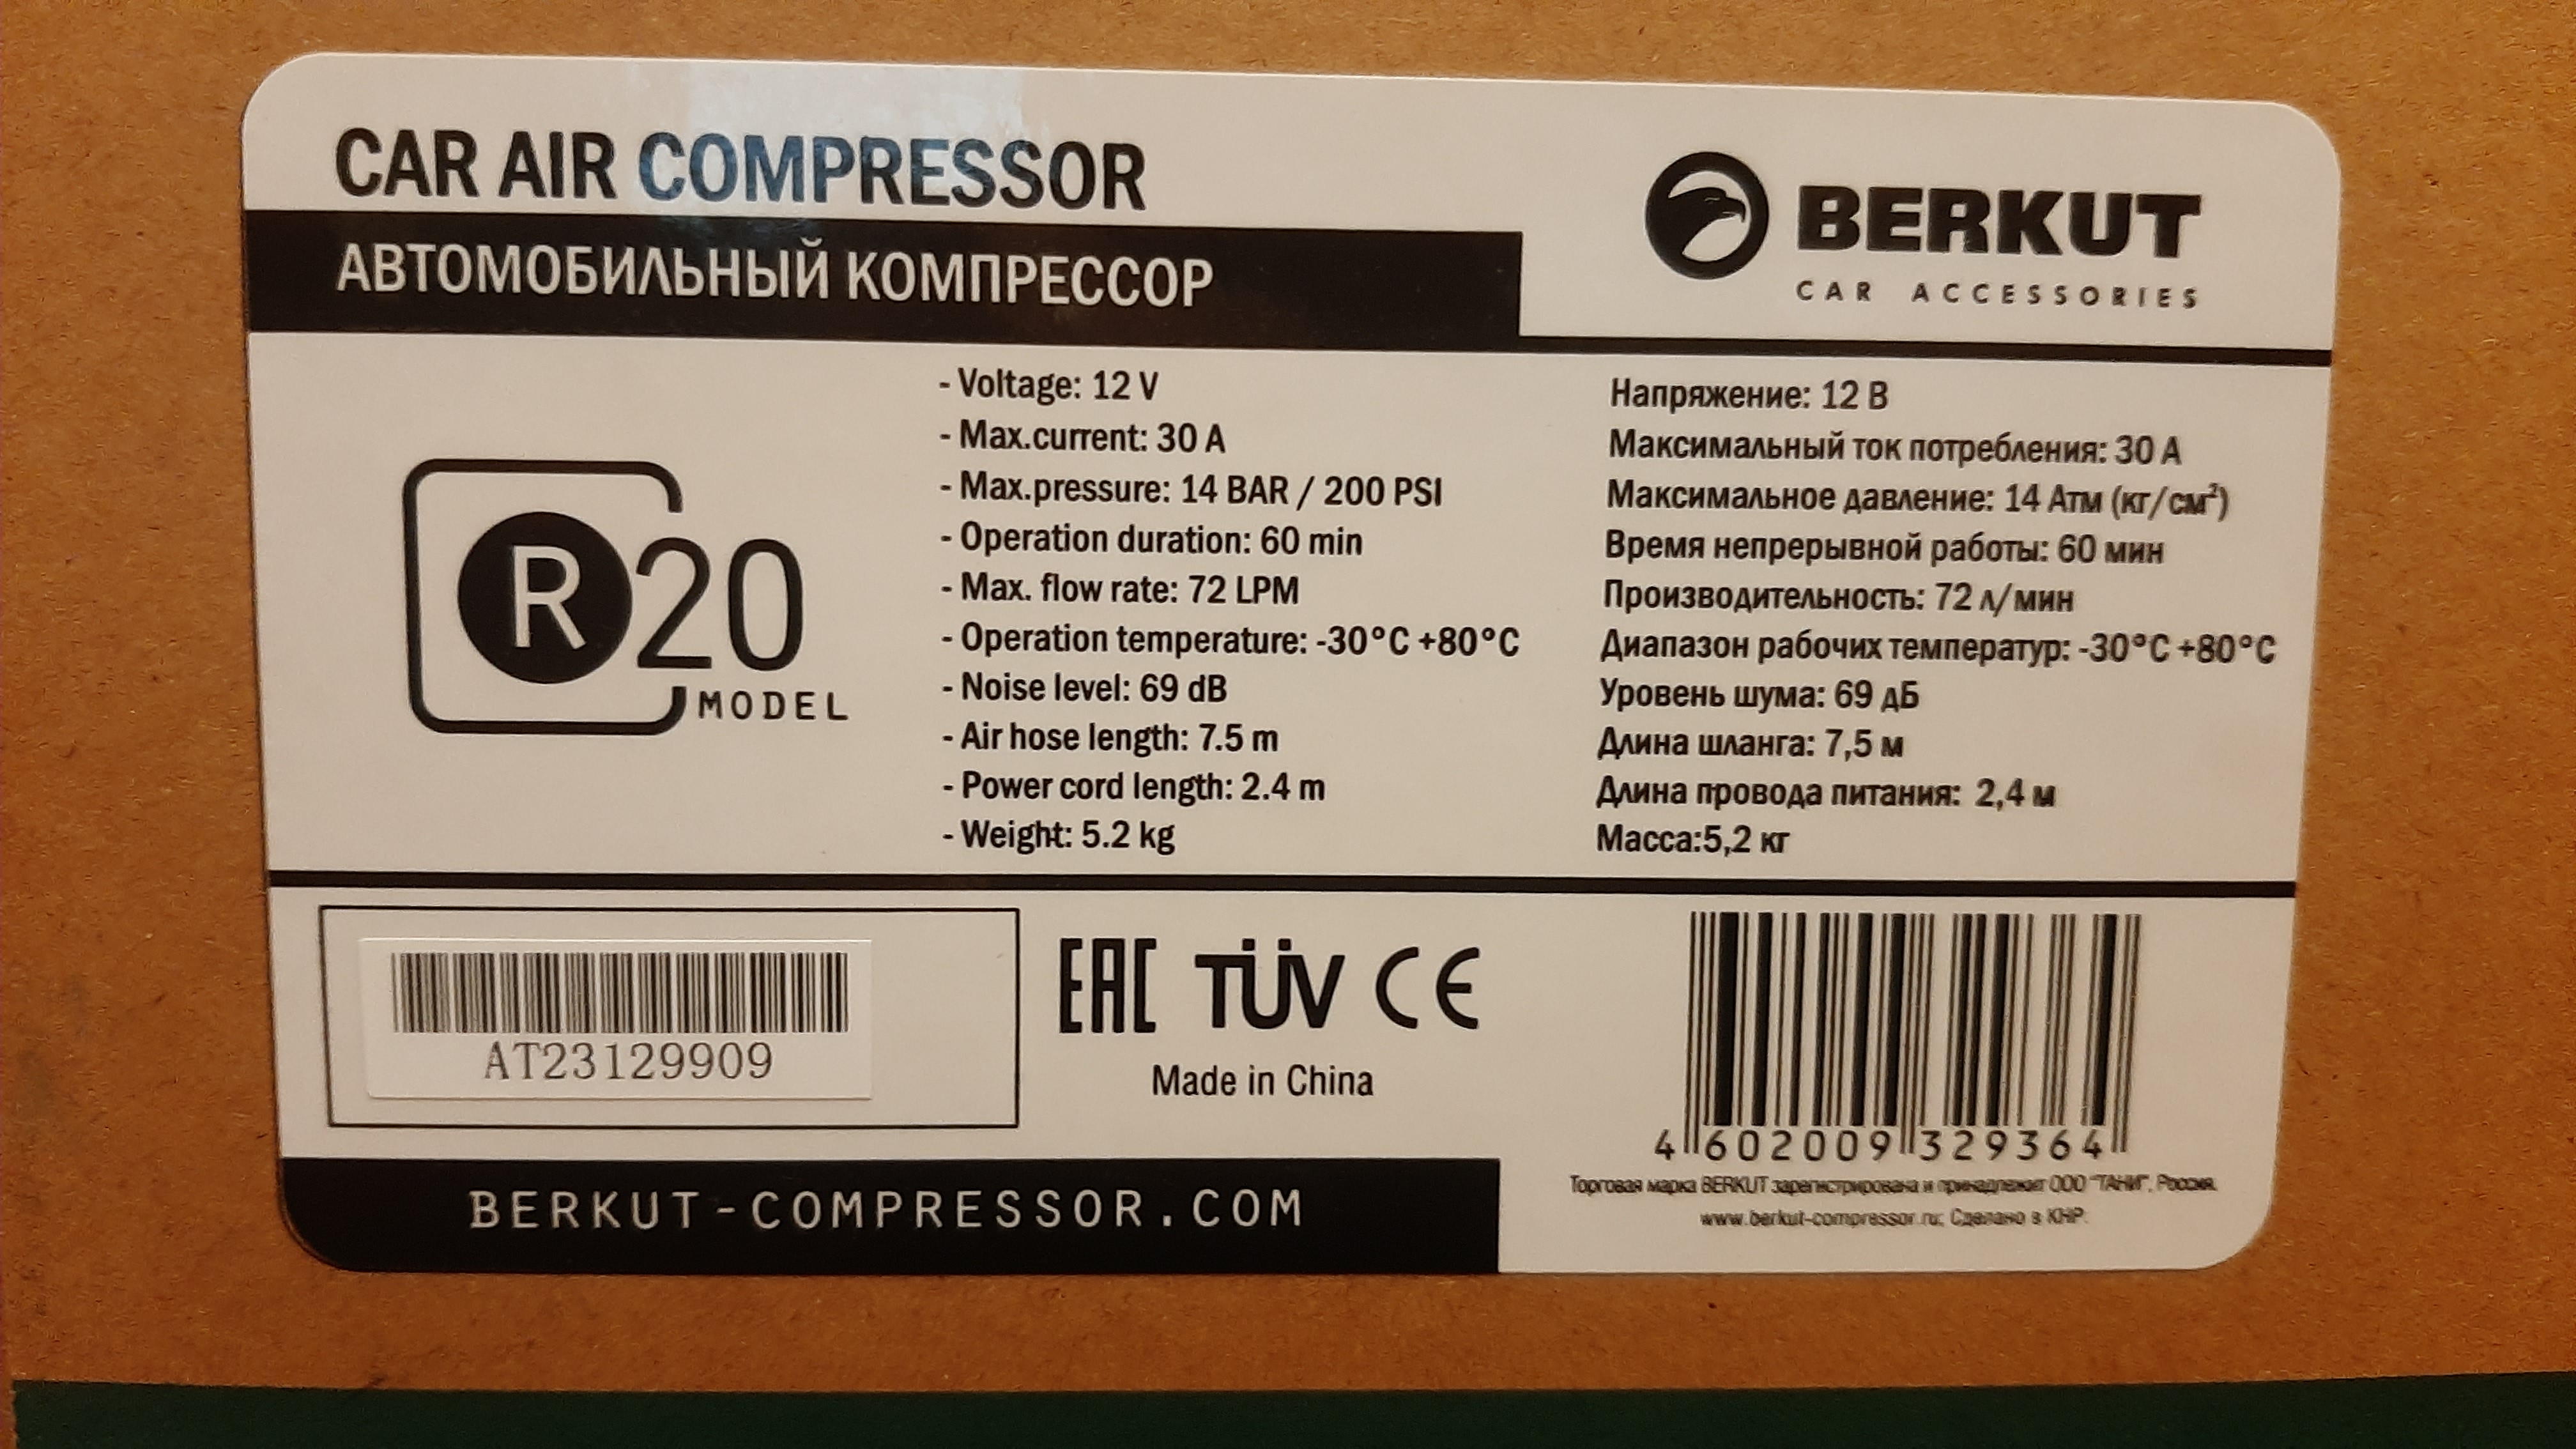 CAR AIR COMPRESSOR
АВТОМОБИЛЬНЫЙ КОМПРЕССОР
BERKUT
CAR ACCESSORIES
R20
MODEL
- Voltage: 12 V
- Max.current: 30 A
- Max.pressure: 14 BAR / 200 PSI
- Operation duration: 60 min
- Max. flow rate: 72 LPM
- Operation temperature: -30°C +80°C
- Noise level: 69 dB
- Air hose length: 7.5 m
- Power cord length: 2.4 m
- Weight: 5.2 kg
Напряжение: 12 В
Максимальный ток потребления: 30 А
Максимальное давление: 14 Атм (кг/см²)
Время непрерывной работы: 60 мин
Производительность: 72 л/мин
Диапазон рабочих температур: -30°C +80°C
Уровень шума: 69 дБ
Длина шланга: 7,5 м
Длина провода питания: 2,4 м
Масса:5,2 кг
AT23129909
EAC TÜV CE
Made in China
4 602009 329364
Торговая марка BERKUT зарегистрирована и принадлежит ООО "ТАНИ", Россия.
www.berkut-compressor.ru; Сделано в КНР.
BERKUT-COMPRESSOR.COM